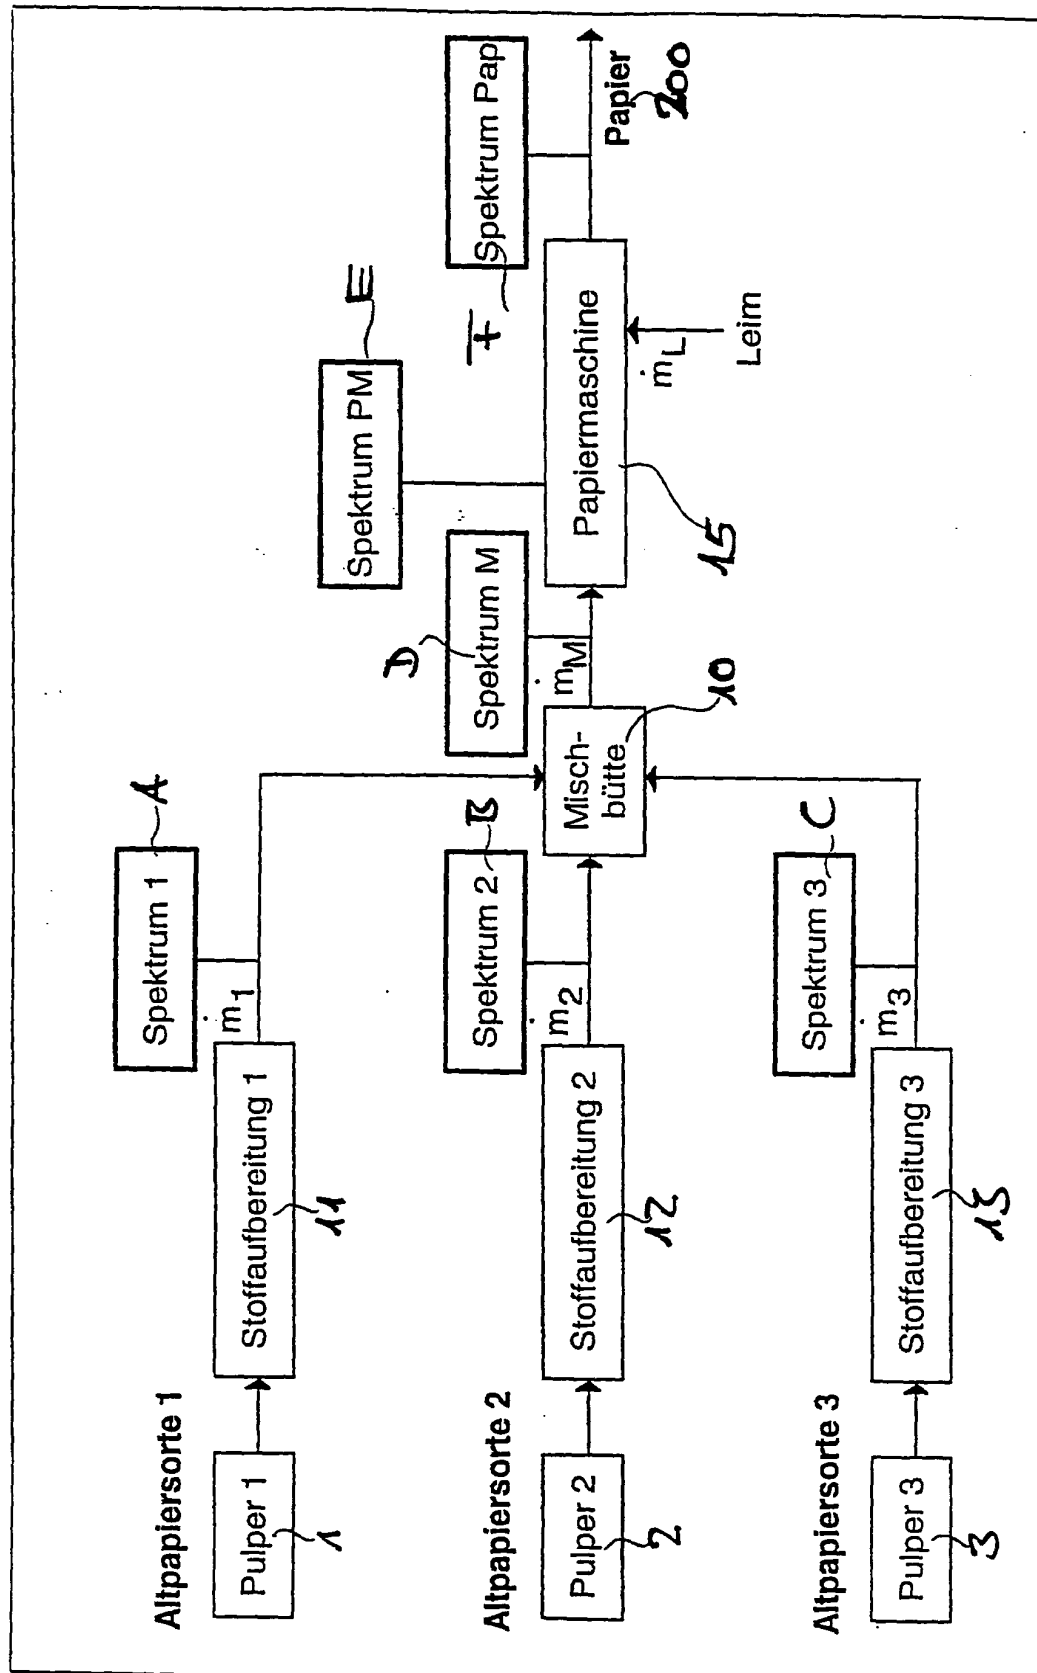 Altpapiersorte 1
Pulper 1
1
Stoffaufbereitung 1
11
ṁ1
Spektrum 1
A
Altpapiersorte 2
Pulper 2
2
Stoffaufbereitung 2
12
ṁ2
Spektrum 2
B
Altpapiersorte 3
Pulper 3
3
Stoffaufbereitung 3
13
ṁ3
Spektrum 3
C
Misch-
bütte
10
ṁM
Spektrum M
D
Spektrum PM
E
Papiermaschine
15
ṁL
Leim
Spektrum Pap
F
Papier
200